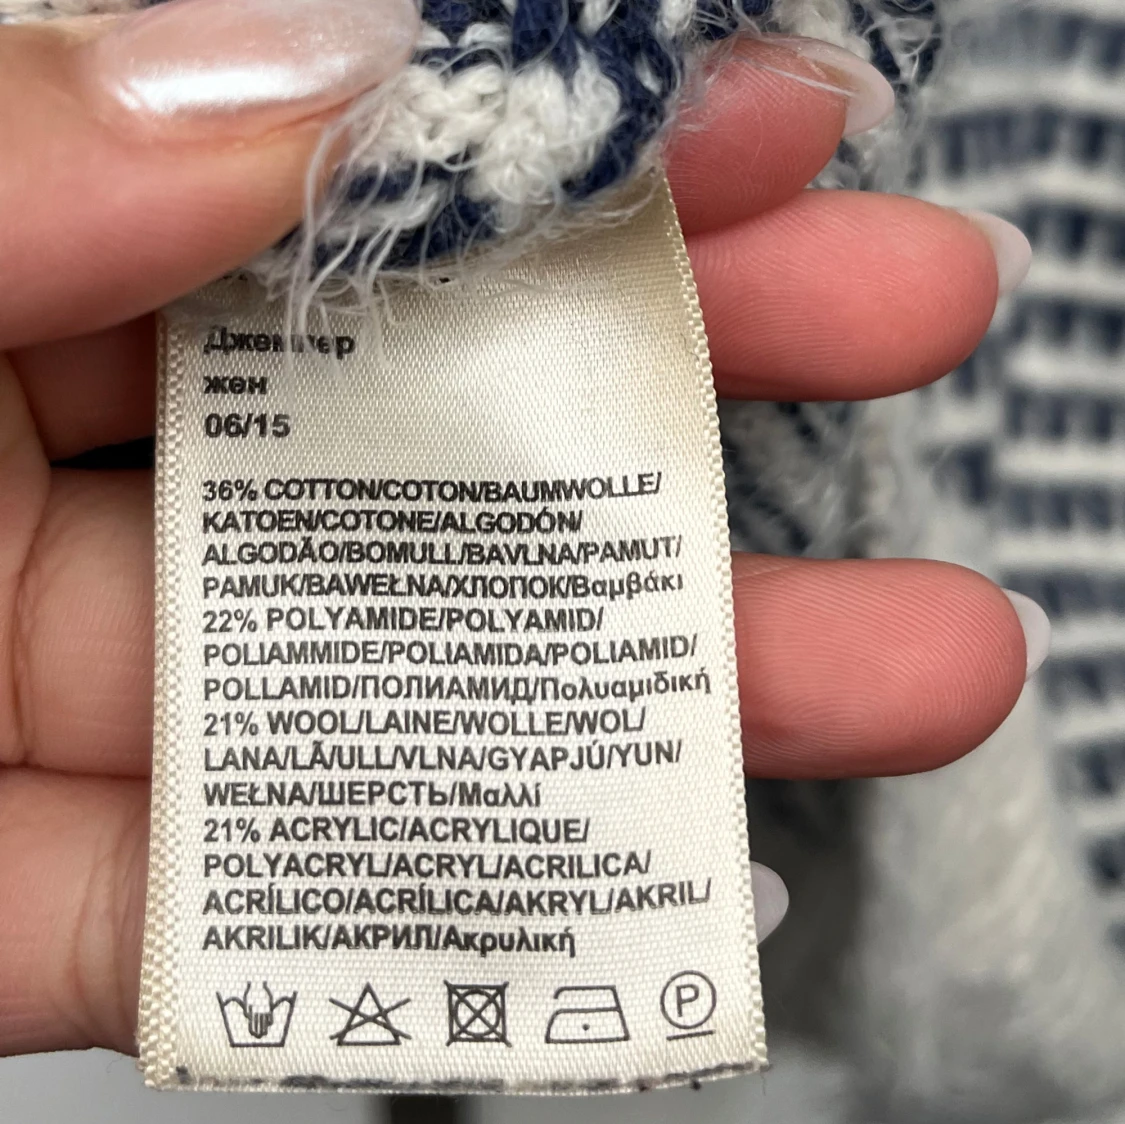 Джемпер
жен
06/15
36% COTTON/COTON/BAUMWOLLE/
KATOEN/COTONE/ALGODÓN/
ALGODÃO/BOMULL/BAVLNA/PAMUT/
PAMUK/BAWEŁNA/ХЛОПОК/Βαμβάκι
22% POLYAMIDE/POLYAMID/
POLIAMMIDE/POLIAMIDA/POLIAMID/
POLLAMID/ПОЛИАМИД/Πολυαμιδική
21% WOOL/LAINE/WOLLE/WOL/
LANA/LÃ/ULL/VLNA/GYAPJÚ/YUN/
WEŁNA/ШЕРСТЬ/Μαλλί
21% ACRYLIC/ACRYLIQUE/
POLYACRYL/ACRYL/ACRILICA/
ACRÍLICO/ACRÍLICA/AKRYL/AKRIL/
AKRILIK/АКРИЛ/Ακρυλική
P